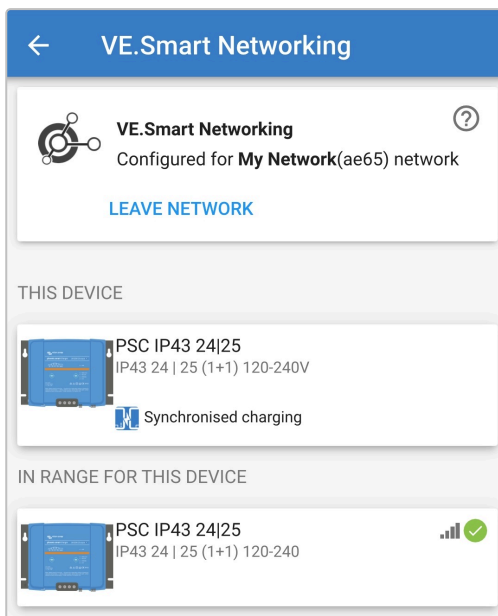 VE.Smart Networking
VE.Smart Networking
Configured for My Network(ae65) network
LEAVE NETWORK
THIS DEVICE
PSC IP43 24|25
IP43 24 | 25 (1+1) 120-240V
Synchronised charging
IN RANGE FOR THIS DEVICE
PSC IP43 24|25
IP43 24 | 25 (1+1) 120-240